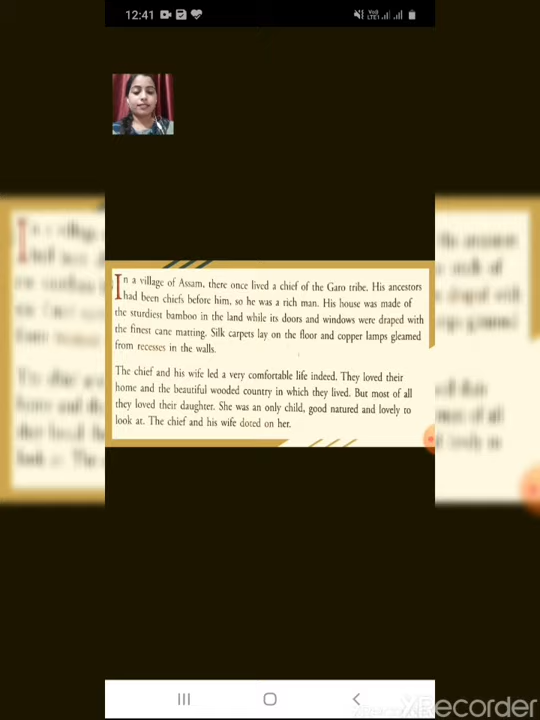 12:41
Vo)
LTE1
In a village of Assam, there once lived a chief of the Garo tribe. His ancestors
had been chiefs before him, so he was a rich man. His house was made of
the sturdiest bamboo in the land while its doors and windows were draped with
the finest cane matting. Silk carpets lay on the floor and copper lamps gleamed
from recesses in the walls.
The chief and his wife led a very comfortable life indeed. They loved their
home and the beautiful wooded country in which they lived. But most of all
they loved their daughter. She was an only child, good natured and lovely to
look at. The chief and his wife doted on her.
XRecorder